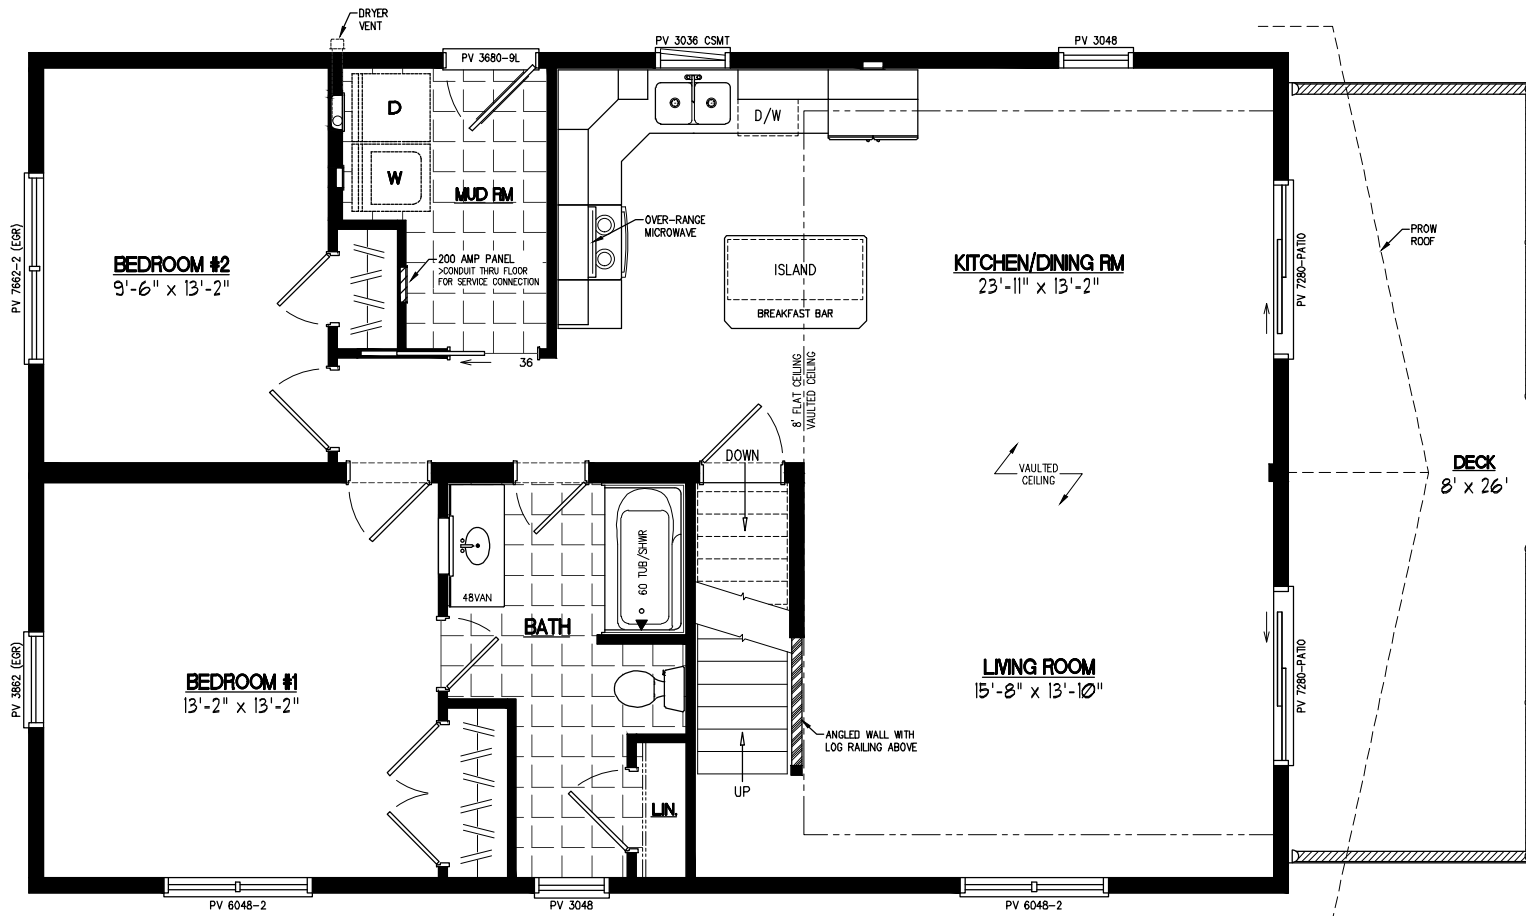 DRYER
VENT
PV 3680-9L
PV 3036 CSMT
PV 3048
D
W
MUD RM
D/W
OVER-RANGE
MICROWAVE
200 AMP PANEL
>CONDUIT THRU FLOOR
FOR SERVICE CONNECTION
36
PV 7662-2 (EGR)
BEDROOM #2
9'-6" x 13'-2"
ISLAND
BREAKFAST BAR
KITCHEN/DINING RM
23'-11" x 13'-2"
PV 7280-PATIO
PROW
ROOF
8' FLAT CEILING
VAULTED CEILING
DOWN
VAULTED
CEILING
DECK
8' x 26'
48VAN
60 TUB/SHWR
BATH
PV 3862 (EGR)
BEDROOM #1
13'-2" x 13'-2"
LIVING ROOM
15'-8" x 13'-10"
PV 7280-PATIO
ANGLED WALL WITH
LOG RAILING ABOVE
UP
LIN.
PV 6048-2
PV 3048
PV 6048-2